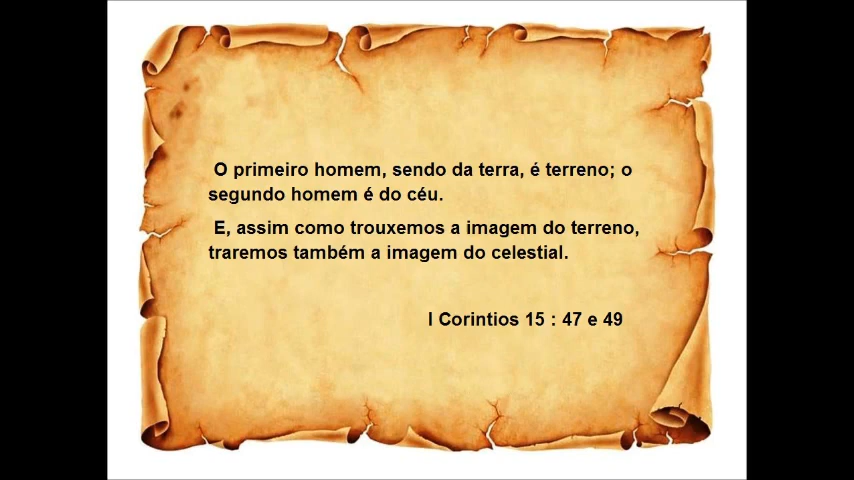 O primeiro homem, sendo da terra, é terreno; o
segundo homem é do céu.
E, assim como trouxemos a imagem do terreno,
traremos também a imagem do celestial.
I Corintios 15 : 47 e 49